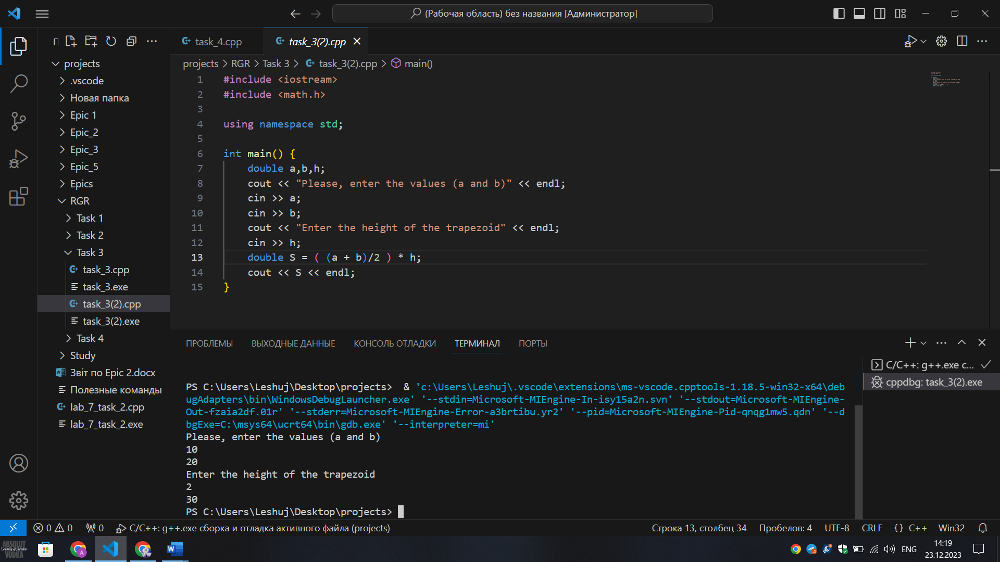 (Рабочая область) без названия [Администратор]
П
projects
.vscode
Новая папка
Epic 1
Epic_2
Epic_3
Epic_5
Epics
RGR
Task 1
Task 2
Task 3
task_3.cpp
task_3.exe
task_3(2).cpp
task_3(2).exe
Task 4
Study
Звіт по Epic 2.docx
Полезные команды
lab_7_task_2.cpp
lab_7_task_2.exe
task_4.cpp
task_3(2).cpp
projects > RGR > Task 3 > task_3(2).cpp > main()
1 #include <iostream>
2 #include <math.h>
3
4 using namespace std;
5
6 int main() {
7 double a,b,h;
8 cout << "Please, enter the values (a and b)" << endl;
9 cin >> a;
10 cin >> b;
11 cout << "Enter the height of the trapezoid" << endl;
12 cin >> h;
13 double S = ( (a + b)/2 ) * h;
14 cout << S << endl;
15 }
ПРОБЛЕМЫ ВЫХОДНЫЕ ДАННЫЕ КОНСОЛЬ ОТЛАДКИ ТЕРМИНАЛ ПОРТЫ
PS C:\Users\Leshuj\Desktop\projects>  & 'c:\Users\Leshuj\.vscode\extensions\ms-vscode.cpptools-1.18.5-win32-x64\deb
ugAdapters\bin\WindowsDebugLauncher.exe' '--stdin=Microsoft-MIEngine-In-isy15a2n.svn' '--stdout=Microsoft-MIEngine-
Out-fzaia2df.01r' '--stderr=Microsoft-MIEngine-Error-a3brtibu.yr2' '--pid=Microsoft-MIEngine-Pid-qnqg1mw5.qdn' '--d
bgExe=C:\msys64\ucrt64\bin\gdb.exe' '--interpreter=mi'
Please, enter the values (a and b)
10
20
Enter the height of the trapezoid
2
30
PS C:\Users\Leshuj\Desktop\projects>
C/C++: g++.exe c...
cppdbg: task_3(2).exe
0 0 0 C/C++: g++.exe сборка и отладка активного файла (projects)
Строка 13, столбец 34 Пробелов: 4 UTF-8 CRLF {} C++ Win32
ABSOLUT
Country of Sweden
VODKA
ENG
14:19
23.12.2023